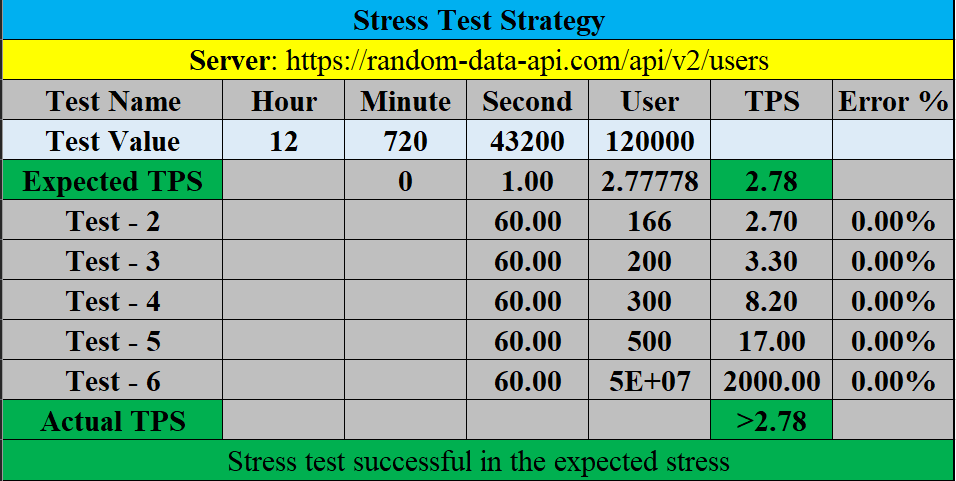 Stress Test Strategy
Server: https://random-data-api.com/api/v2/users
Test Name Hour Minute Second User TPS Error %
Test Value 12 720 43200 120000
Expected TPS 0 1.00 2.77778 2.78
Test - 2 60.00 166 2.70 0.00%
Test - 3 60.00 200 3.30 0.00%
Test - 4 60.00 300 8.20 0.00%
Test - 5 60.00 500 17.00 0.00%
Test - 6 60.00 5E+07 2000.00 0.00%
Actual TPS >2.78
Stress test successful in the expected stress